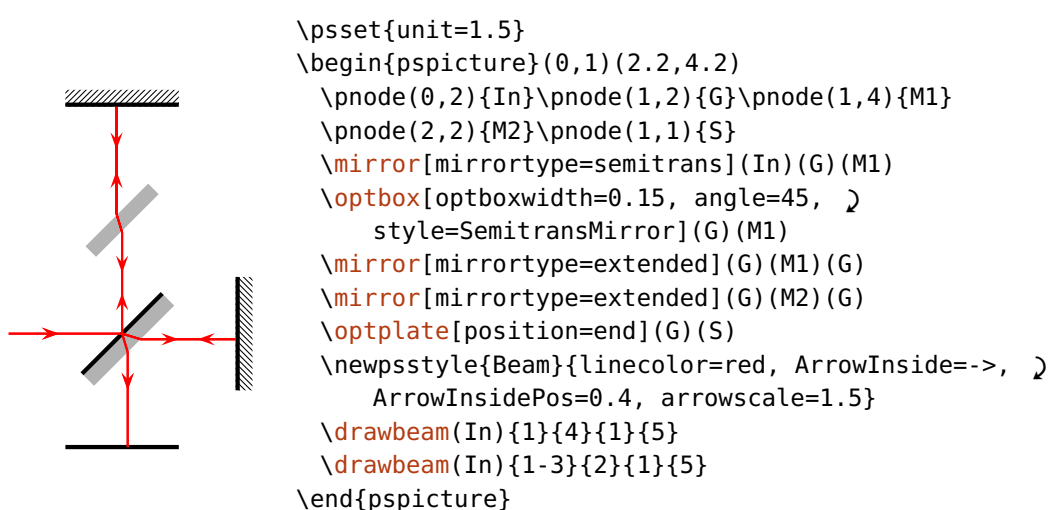 \psset{unit=1.5}
\begin{pspicture}(0,1)(2.2,4.2)
\pnode(0,2){In}\pnode(1,2){G}\pnode(1,4){M1}
\pnode(2,2){M2}\pnode(1,1){S}
\mirror[mirrortype=semitrans](In)(G)(M1)
\optbox[optboxwidth=0.15, angle=45,
style=SemitransMirror](G)(M1)
\mirror[mirrortype=extended](G)(M1)(G)
\mirror[mirrortype=extended](G)(M2)(G)
\optplate[position=end](G)(S)
\newpsstyle{Beam}{linecolor=red, ArrowInside=->,
ArrowInsidePos=0.4, arrowscale=1.5}
\drawbeam(In){1}{4}{1}{5}
\drawbeam(In){1-3}{2}{1}{5}
\end{pspicture}